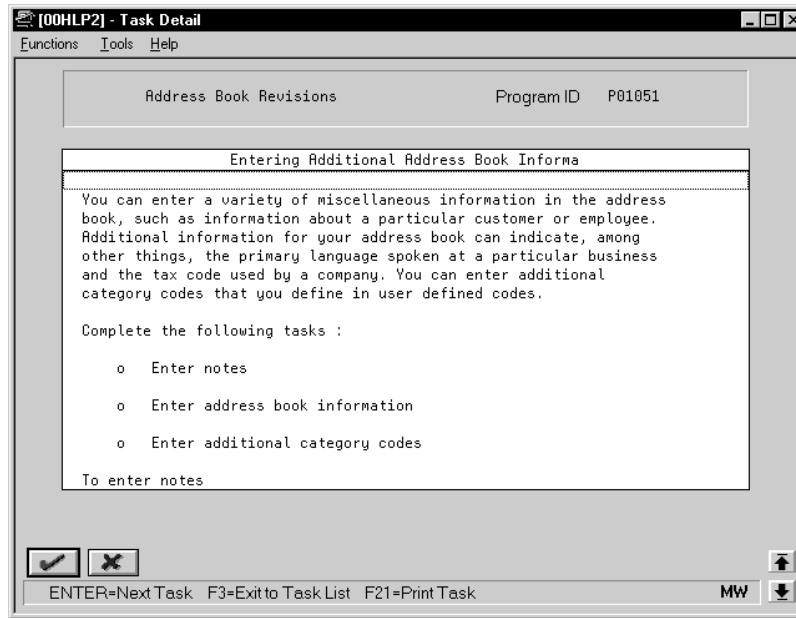 [00HLP2] - Task Detail
Functions Tools Help
Address Book Revisions Program ID P01051
Entering Additional Address Book Informa
You can enter a variety of miscellaneous information in the address
book, such as information about a particular customer or employee.
Additional information for your address book can indicate, among
other things, the primary language spoken at a particular business
and the tax code used by a company. You can enter additional
category codes that you define in user defined codes.
Complete the following tasks :
o Enter notes
o Enter address book information
o Enter additional category codes
To enter notes
ENTER=Next Task F3=Exit to Task List F21=Print Task MW